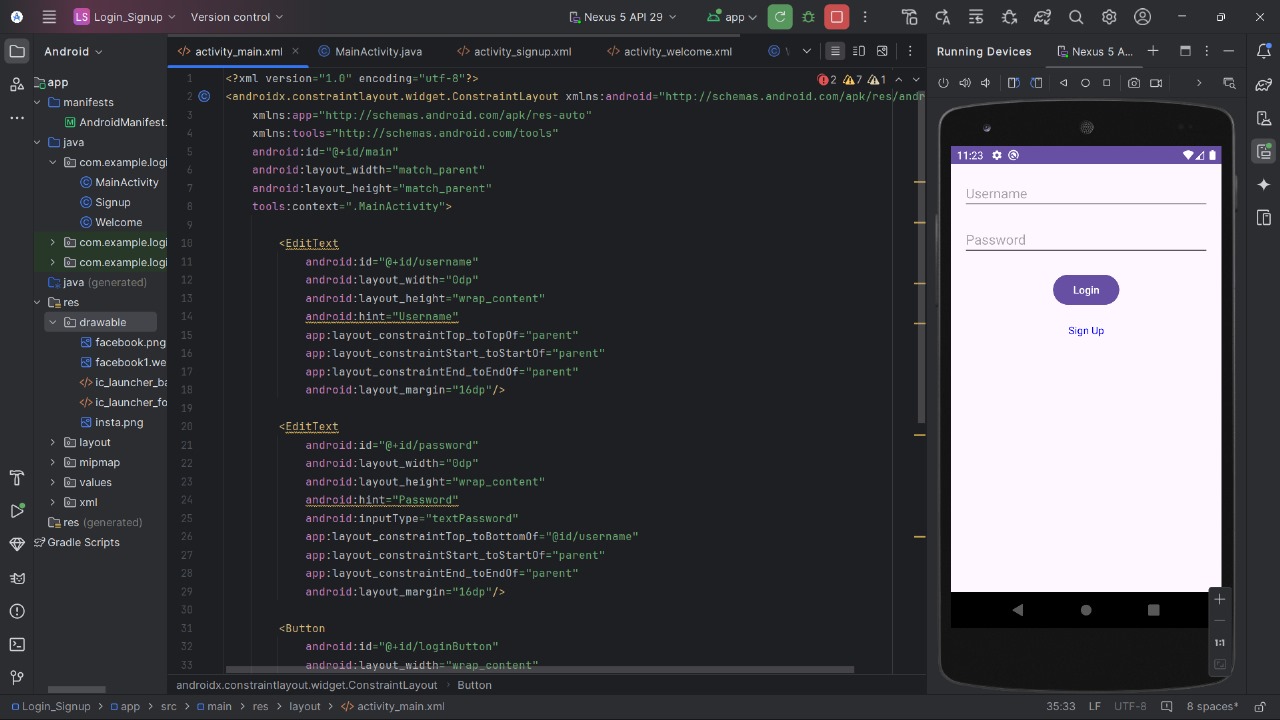 LS Login_Signup
Version control
Nexus 5 API 29
app
Android
activity_main.xml
MainActivity.java
activity_signup.xml
activity_welcome.xml
Running Devices
Nexus 5 A...
app
manifests
AndroidManifest.
java
com.example.logi
MainActivity
Signup
Welcome
com.example.logi
com.example.logi
java (generated)
res
drawable
facebook.png
facebook1.we
ic_launcher_ba
ic_launcher_fo
insta.png
layout
mipmap
values
xml
res (generated)
Gradle Scripts
2 7 1
1 <?xml version="1.0" encoding="utf-8"?>
2 <androidx.constraintlayout.widget.ConstraintLayout xmlns:android="http://schemas.android.com/apk/res/andr
3 xmlns:app="http://schemas.android.com/apk/res-auto"
4 xmlns:tools="http://schemas.android.com/tools"
5 android:id="@+id/main"
6 android:layout_width="match_parent"
7 android:layout_height="match_parent"
8 tools:context=".MainActivity">
9
10 <EditText
11 android:id="@+id/username"
12 android:layout_width="0dp"
13 android:layout_height="wrap_content"
14 android:hint="Username"
15 app:layout_constraintTop_toTopOf="parent"
16 app:layout_constraintStart_toStartOf="parent"
17 app:layout_constraintEnd_toEndOf="parent"
18 android:layout_margin="16dp"/>
19
20 <EditText
21 android:id="@+id/password"
22 android:layout_width="0dp"
23 android:layout_height="wrap_content"
24 android:hint="Password"
25 android:inputType="textPassword"
26 app:layout_constraintTop_toBottomOf="@id/username"
27 app:layout_constraintStart_toStartOf="parent"
28 app:layout_constraintEnd_toEndOf="parent"
29 android:layout_margin="16dp"/>
30
31 <Button
32 android:id="@+id/loginButton"
33 android:layout_width="wrap_content"
androidx.constraintlayout.widget.ConstraintLayout
Button
11:23
Username
Password
Login
Sign Up
1:1
Login_Signup > app > src > main > res > layout > activity_main.xml
35:33 LF UTF-8 8 spaces*